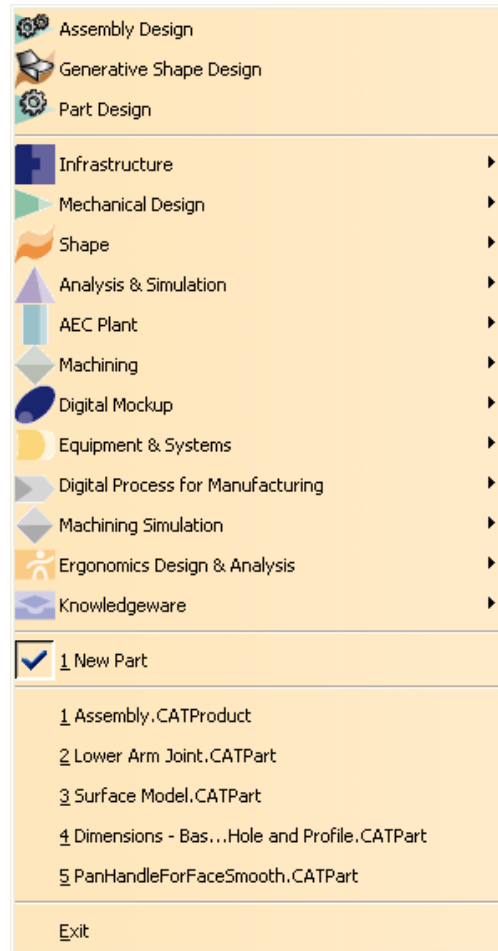 Assembly Design
Generative Shape Design
Part Design
Infrastructure
Mechanical Design
Shape
Analysis & Simulation
AEC Plant
Machining
Digital Mockup
Equipment & Systems
Digital Process for Manufacturing
Machining Simulation
Ergonomics Design & Analysis
Knowledgeware
1 New Part
1 Assembly.CATProduct
2 Lower Arm Joint.CATPart
3 Surface Model.CATPart
4 Dimensions - Bas...Hole and Profile.CATPart
5 PanHandleForFaceSmooth.CATPart
Exit